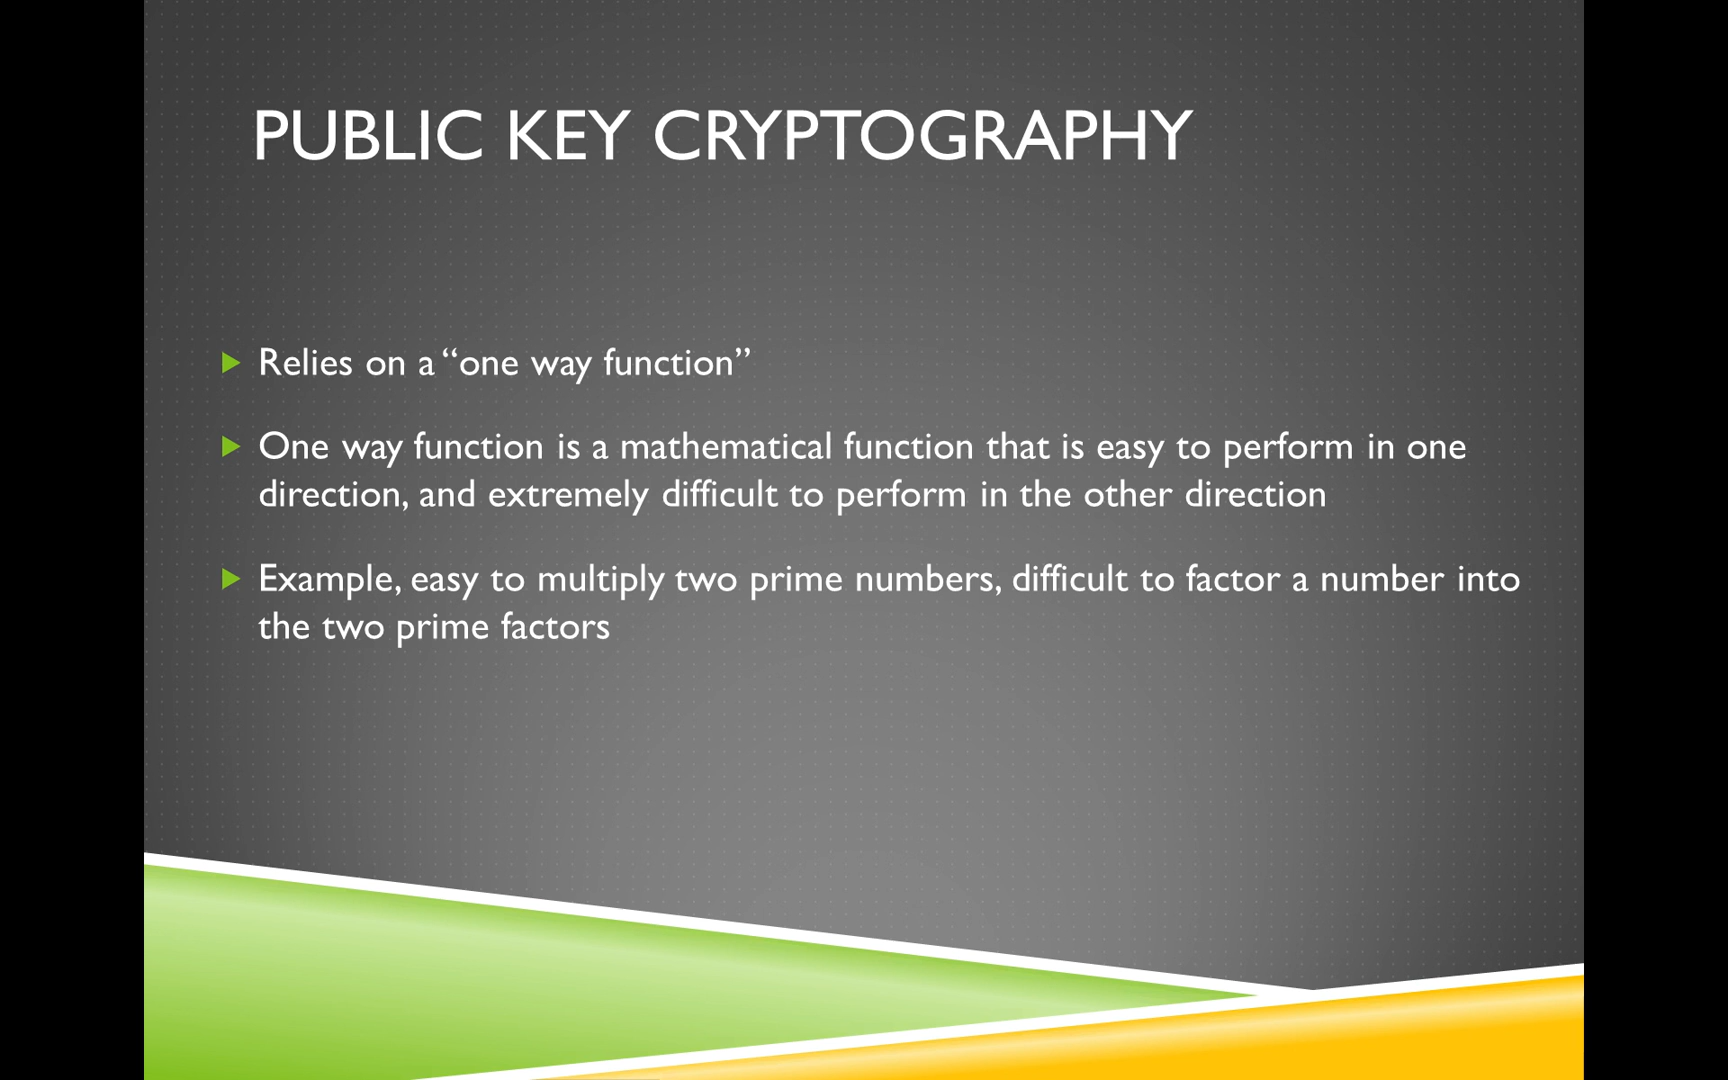 PUBLIC KEY CRYPTOGRAPHY
Relies on a “one way function”
One way function is a mathematical function that is easy to perform in one
direction, and extremely difficult to perform in the other direction
Example, easy to multiply two prime numbers, difficult to factor a number into
the two prime factors